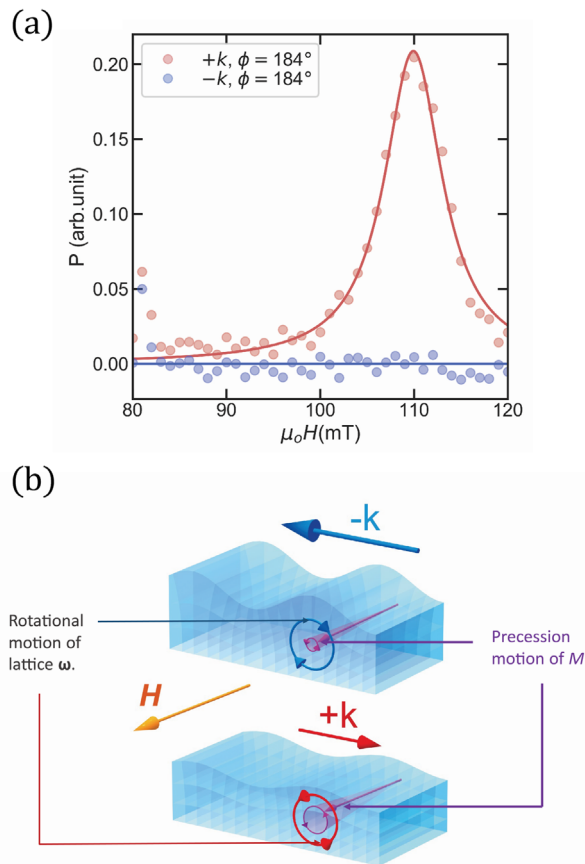 (a)
+k, ϕ = 184°
−k, ϕ = 184°
0.20
0.15
0.10
0.05
0.00
P (arb.unit)
80
90
100
110
120
μₒH(mT)
(b)
-k
Rotational
motion of
lattice ω.
Precession
motion of M
H
+k